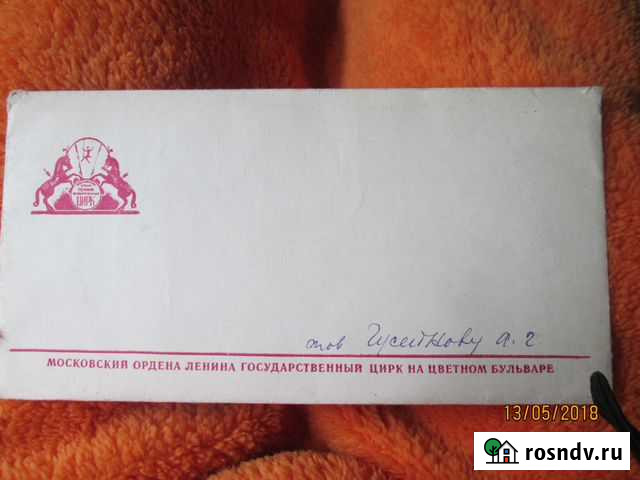 ЦИРК
тов Гусейнову А. Г
МОСКОВСКИЙ ОРДЕНА ЛЕНИНА ГОСУДАРСТВЕННЫЙ ЦИРК НА ЦВЕТНОМ БУЛЬВАРЕ
13/05/2018
rosndv.ru